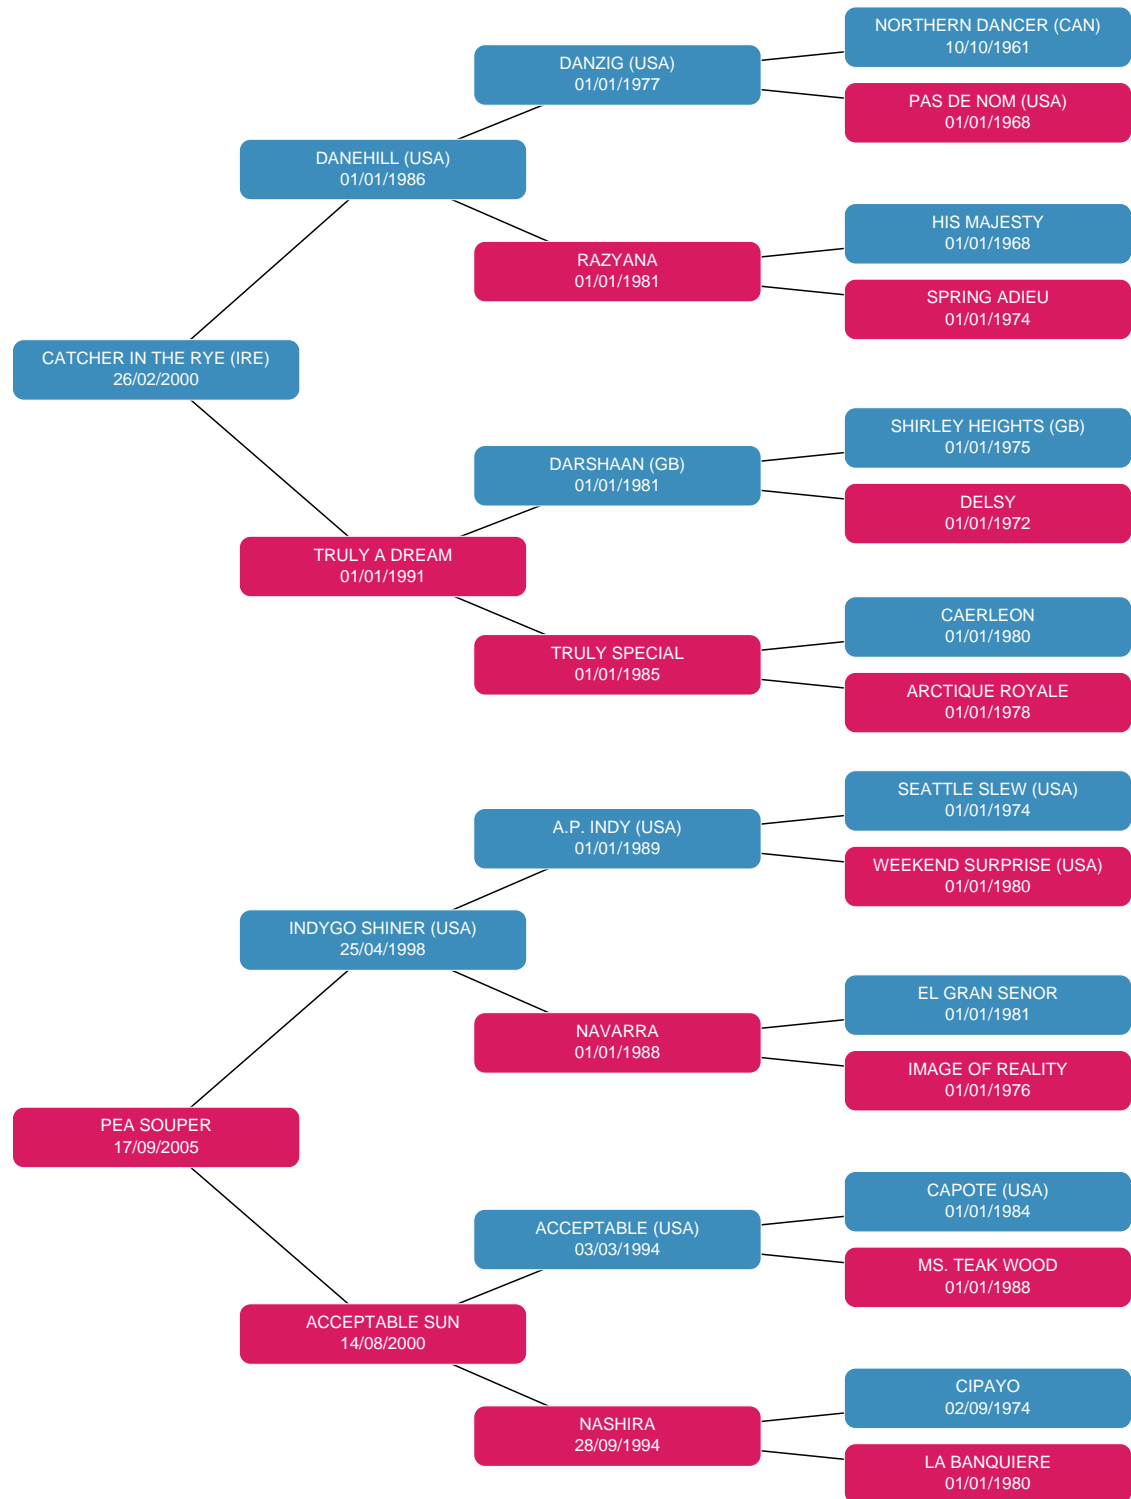 NORTHERN DANCER (CAN)
10/10/1961
DANZIG (USA)
01/01/1977
PAS DE NOM (USA)
01/01/1968
DANEHILL (USA)
01/01/1986
HIS MAJESTY
01/01/1968
RAZYANA
01/01/1981
SPRING ADIEU
01/01/1974
CATCHER IN THE RYE (IRE)
26/02/2000
SHIRLEY HEIGHTS (GB)
01/01/1975
DARSHAAN (GB)
01/01/1981
DELSY
01/01/1972
TRULY A DREAM
01/01/1991
CAERLEON
01/01/1980
TRULY SPECIAL
01/01/1985
ARCTIQUE ROYALE
01/01/1978
SEATTLE SLEW (USA)
01/01/1974
A.P. INDY (USA)
01/01/1989
WEEKEND SURPRISE (USA)
01/01/1980
INDYGO SHINER (USA)
25/04/1998
EL GRAN SENOR
01/01/1981
NAVARRA
01/01/1988
IMAGE OF REALITY
01/01/1976
PEA SOUPER
17/09/2005
CAPOTE (USA)
01/01/1984
ACCEPTABLE (USA)
03/03/1994
MS. TEAK WOOD
01/01/1988
ACCEPTABLE SUN
14/08/2000
CIPAYO
02/09/1974
NASHIRA
28/09/1994
LA BANQUIERE
01/01/1980